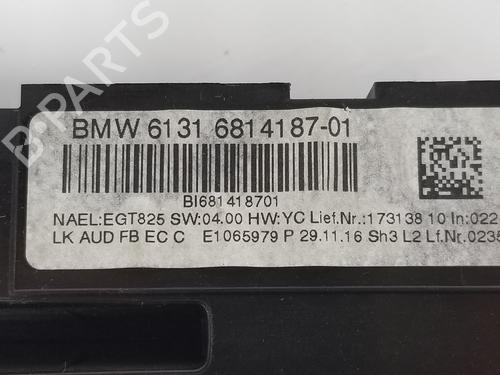 BMW 6131 6814187-01
BI681418701
NAEL:EGT825 SW:04.00 HW:YC Lief.Nr.:173138 10 In:022
LK AUD FB EC C E1065979 P 29.11.16 Sh3 L2 Lf.Nr.0235
B-PARTS